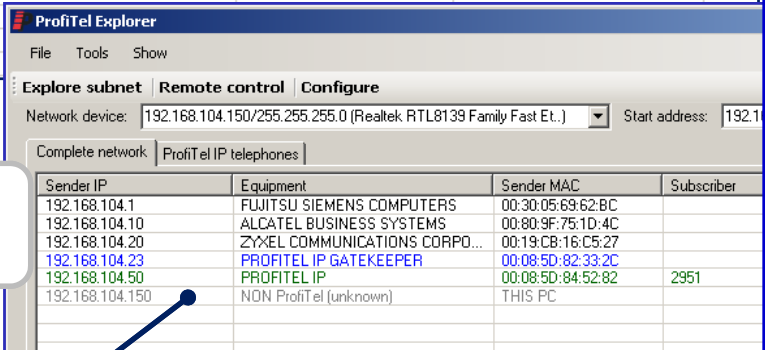 ProfiTel Explorer
File Tools Show
Explore subnet Remote control Configure
Network device: 192.168.104.150/255.255.255.0 (Realtek RTL8139 Family Fast Et..) Start address: 192.1
Complete network ProfiTel IP telephones
Sender IP Equipment Sender MAC Subscriber
192.168.104.1 FUJITSU SIEMENS COMPUTERS 00:30:05:69:62:BC
192.168.104.10 ALCATEL BUSINESS SYSTEMS 00:80:9F:75:1D:4C
192.168.104.20 ZYXEL COMMUNICATIONS CORPO... 00:19:CB:16:C5:27
192.168.104.23 PROFITEL IP GATEKEEPER 00:08:5D:82:33:2C
192.168.104.50 PROFITEL IP 00:08:5D:84:52:82 2951
192.168.104.150 NON ProfiTel (unknown) THIS PC